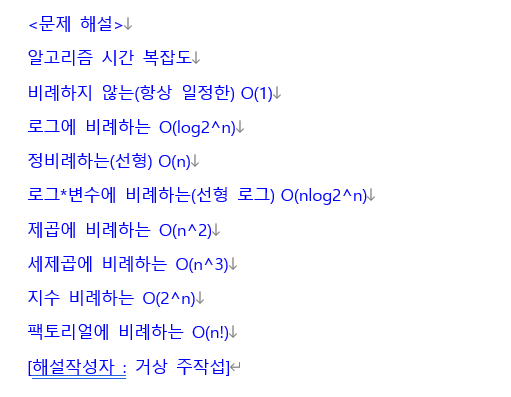 <문제 해설>↓
알고리즘 시간 복잡도↓
비례하지 않는(항상 일정한) O(1)↓
로그에 비례하는 O(log2^n)↓
정비례하는(선형) O(n)↓
로그*변수에 비례하는(선형 로그) O(nlog2^n)↓
제곱에 비례하는 O(n^2)↓
세제곱에 비례하는 O(n^3)↓
지수 비례하는 O(2^n)↓
팩토리얼에 비례하는 O(n!)↓
[해설작성자 : 거상 주작섭]↵